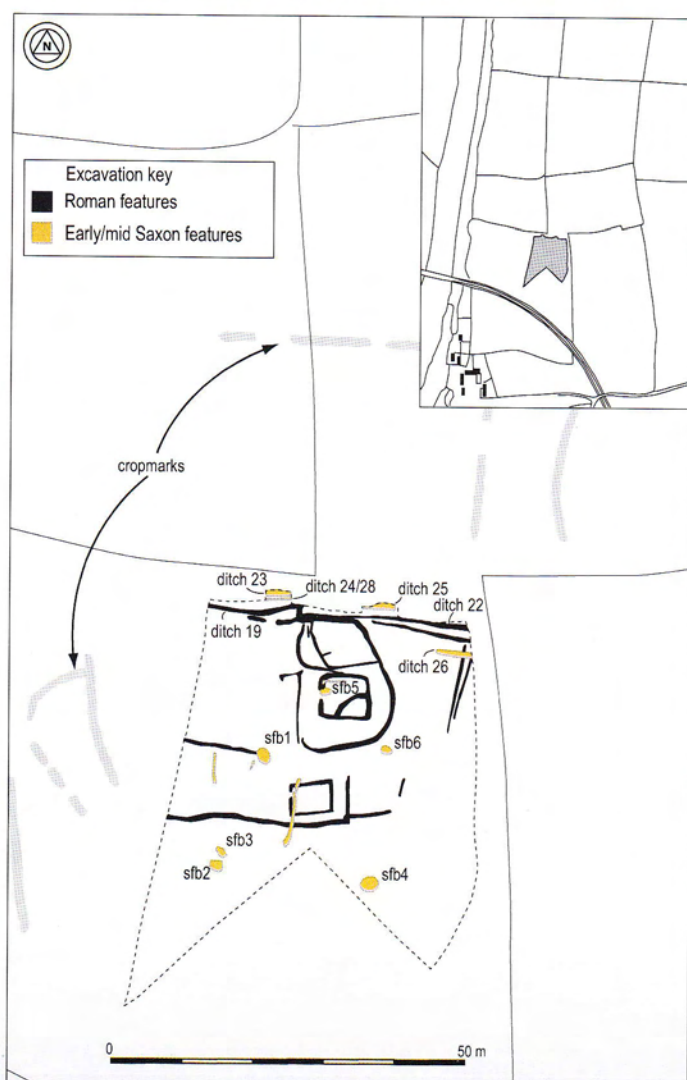 N
Excavation key
Roman features
Early/mid Saxon features
cropmarks
ditch 23
ditch 24/28
ditch 25
ditch 22
ditch 19
ditch 26
sfb5
sfb1
sfb6
sfb3
sfb2
sfb4
0
50 m